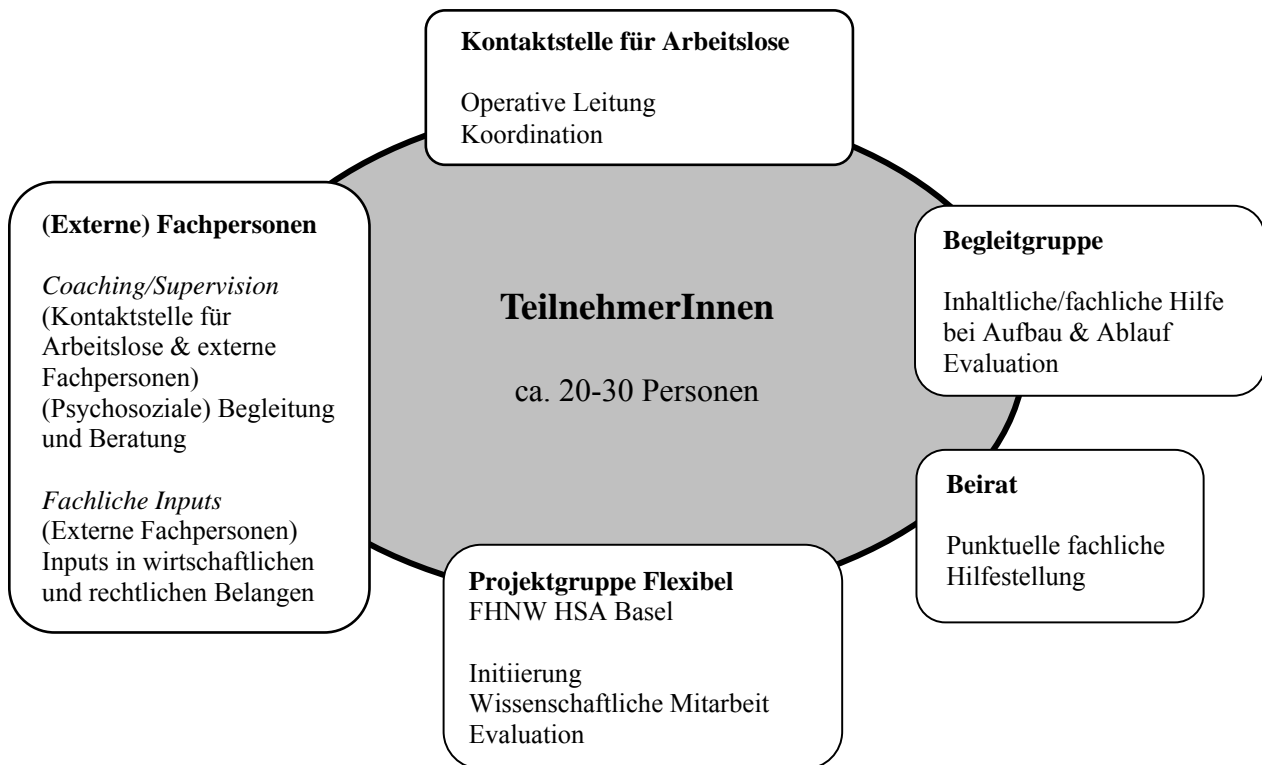 Kontaktstelle für Arbeitslose
Operative Leitung
Koordination
(Externe) Fachpersonen
Coaching/Supervision
(Kontaktstelle für
Arbeitslose & externe
Fachpersonen)
(Psychosoziale) Begleitung
und Beratung
Fachliche Inputs
(Externe Fachpersonen)
Inputs in wirtschaftlichen
und rechtlichen Belangen
TeilnehmerInnen
ca. 20-30 Personen
Begleitgruppe
Inhaltliche/fachliche Hilfe
bei Aufbau & Ablauf
Evaluation
Beirat
Punktuelle fachliche
Hilfestellung
Projektgruppe Flexibel
FHNW HSA Basel
Initiierung
Wissenschaftliche Mitarbeit
Evaluation